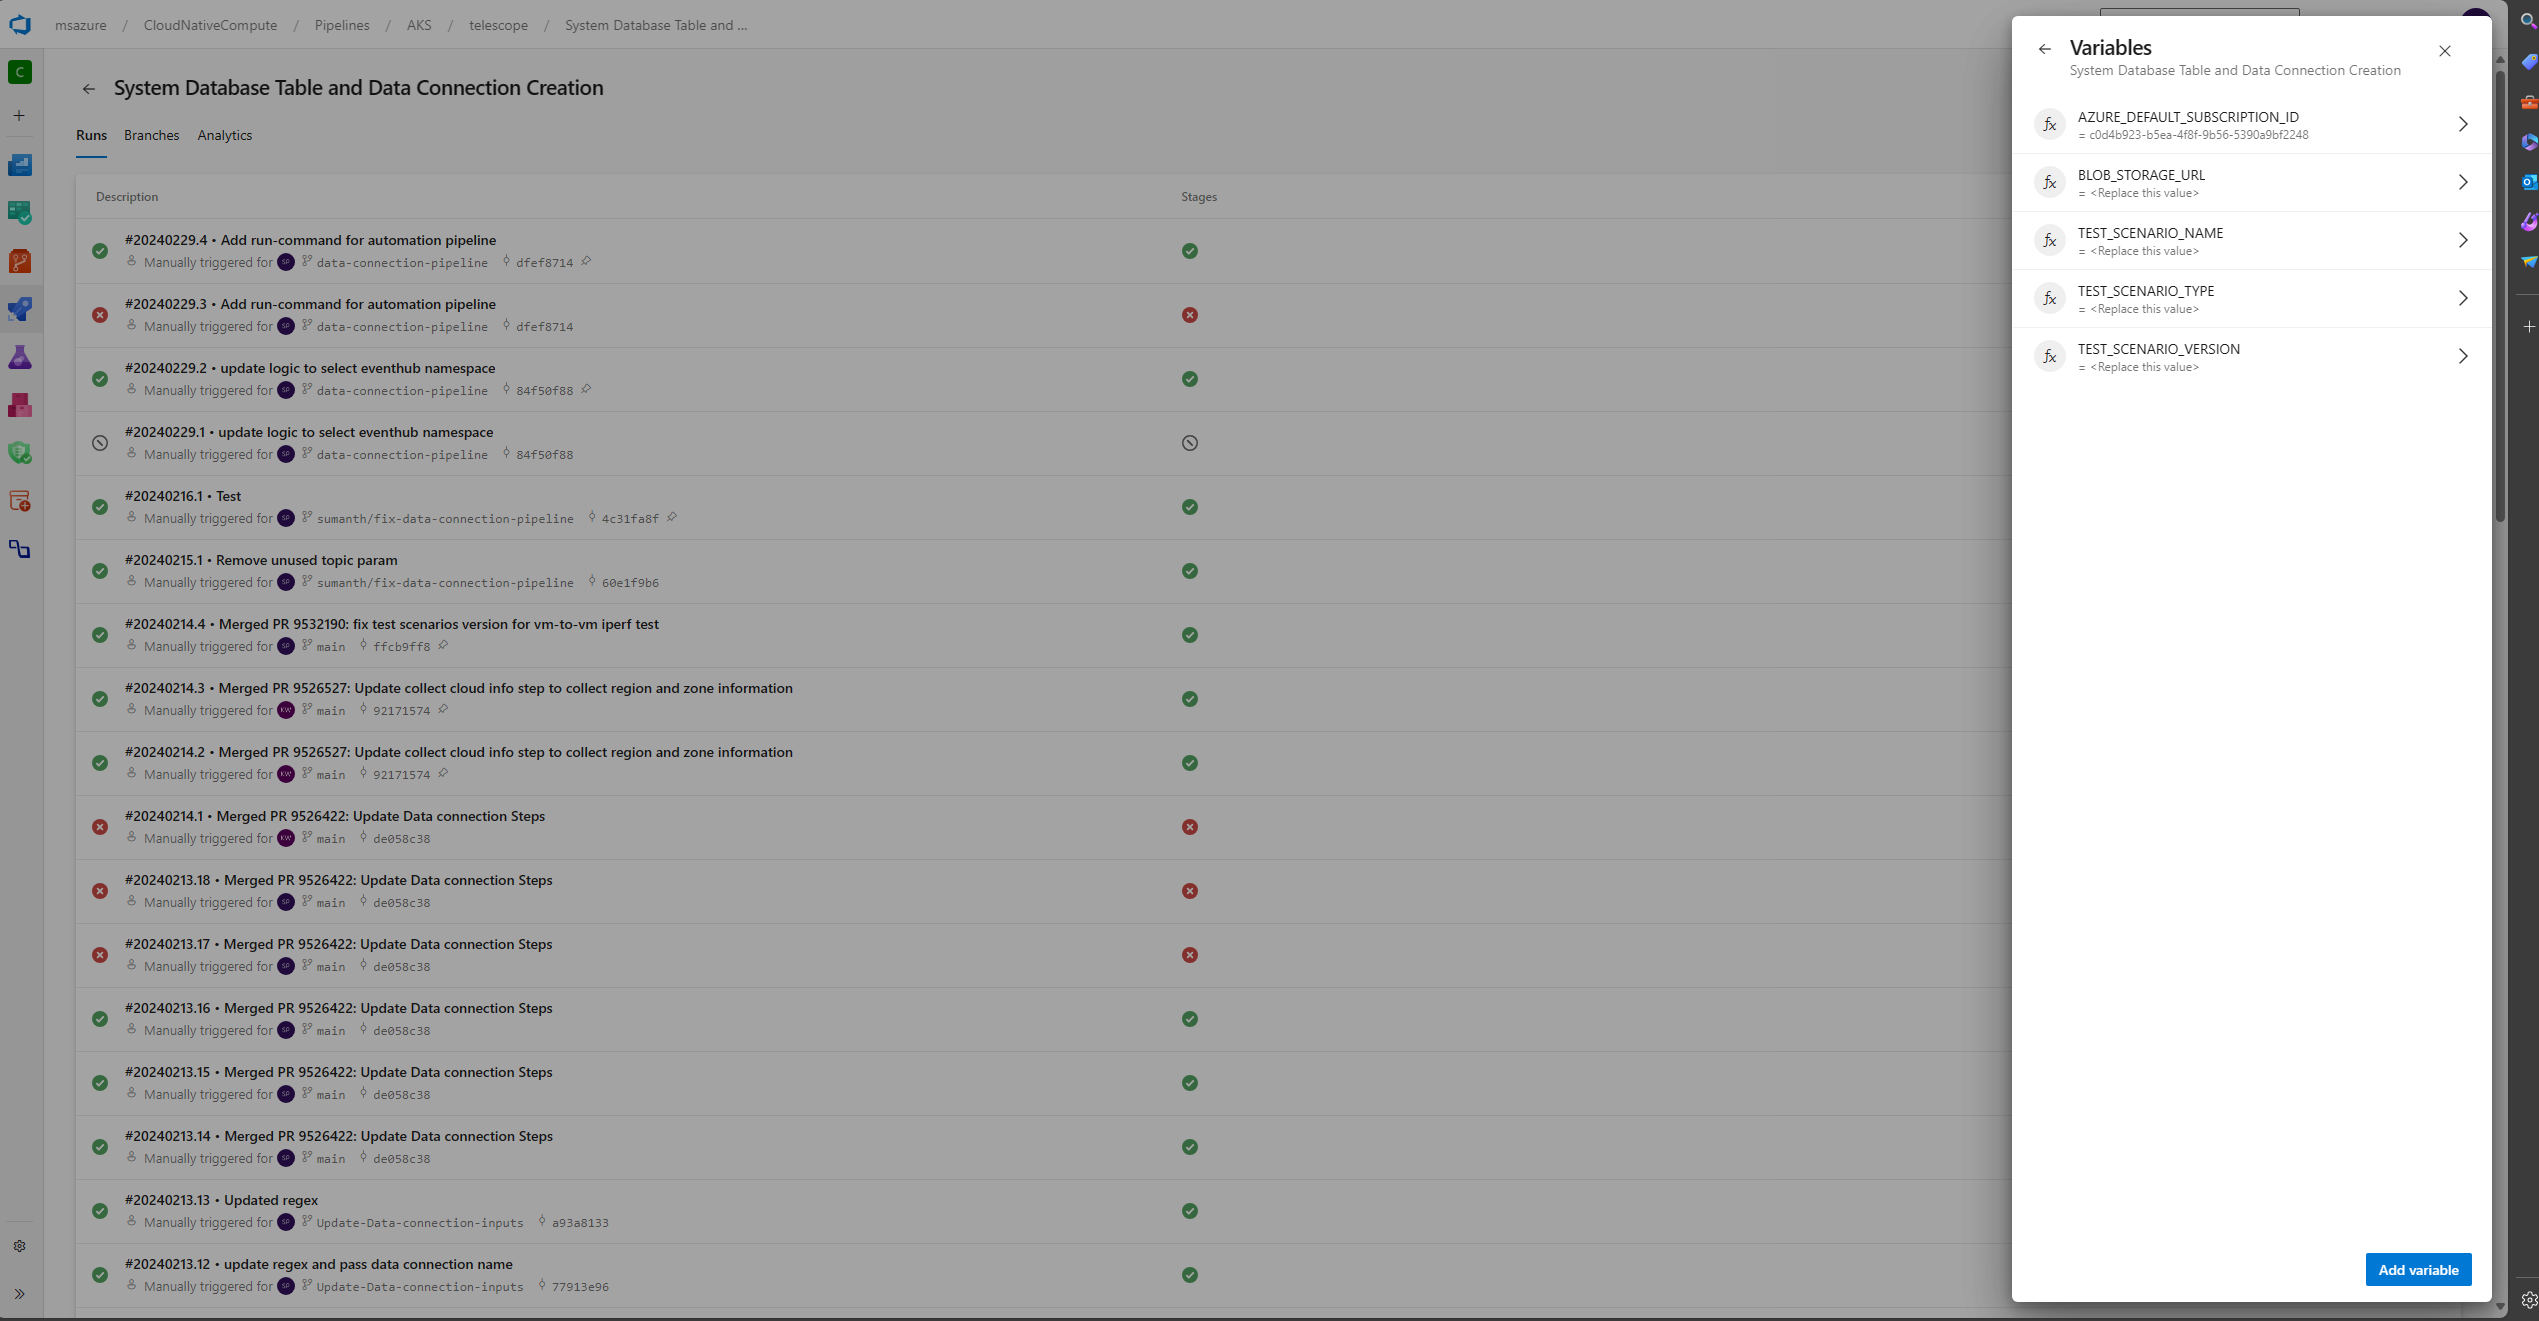 msazure / CloudNativeCompute / Pipelines / AKS / telescope / System Database Table and ...
C
System Database Table and Data Connection Creation
Runs Branches Analytics
Description Stages
#20240229.4 • Add run-command for automation pipeline
Manually triggered for SP data-connection-pipeline dfef8714
#20240229.3 • Add run-command for automation pipeline
Manually triggered for SP data-connection-pipeline dfef8714
#20240229.2 • update logic to select eventhub namespace
Manually triggered for SP data-connection-pipeline 84f50f88
#20240229.1 • update logic to select eventhub namespace
Manually triggered for SP data-connection-pipeline 84f50f88
#20240216.1 • Test
Manually triggered for SP sumanth/fix-data-connection-pipeline 4c31fa8f
#20240215.1 • Remove unused topic param
Manually triggered for SP sumanth/fix-data-connection-pipeline 60e1f9b6
#20240214.4 • Merged PR 9532190: fix test scenarios version for vm-to-vm iperf test
Manually triggered for SP main ffcb9ff8
#20240214.3 • Merged PR 9526527: Update collect cloud info step to collect region and zone information
Manually triggered for KW main 92171574
#20240214.2 • Merged PR 9526527: Update collect cloud info step to collect region and zone information
Manually triggered for KW main 92171574
#20240214.1 • Merged PR 9526422: Update Data connection Steps
Manually triggered for KW main de058c38
#20240213.18 • Merged PR 9526422: Update Data connection Steps
Manually triggered for SP main de058c38
#20240213.17 • Merged PR 9526422: Update Data connection Steps
Manually triggered for SP main de058c38
#20240213.16 • Merged PR 9526422: Update Data connection Steps
Manually triggered for SP main de058c38
#20240213.15 • Merged PR 9526422: Update Data connection Steps
Manually triggered for SP main de058c38
#20240213.14 • Merged PR 9526422: Update Data connection Steps
Manually triggered for SP main de058c38
#20240213.13 • Updated regex
Manually triggered for SP Update-Data-connection-inputs a93a8133
#20240213.12 • update regex and pass data connection name
Manually triggered for SP Update-Data-connection-inputs 77913e96
Variables
System Database Table and Data Connection Creation
fx AZURE_DEFAULT_SUBSCRIPTION_ID
= c0d4b923-b5ea-4f8f-9b56-5390a9bf2248
fx BLOB_STORAGE_URL
= <Replace this value>
fx TEST_SCENARIO_NAME
= <Replace this value>
fx TEST_SCENARIO_TYPE
= <Replace this value>
fx TEST_SCENARIO_VERSION
= <Replace this value>
Add variable